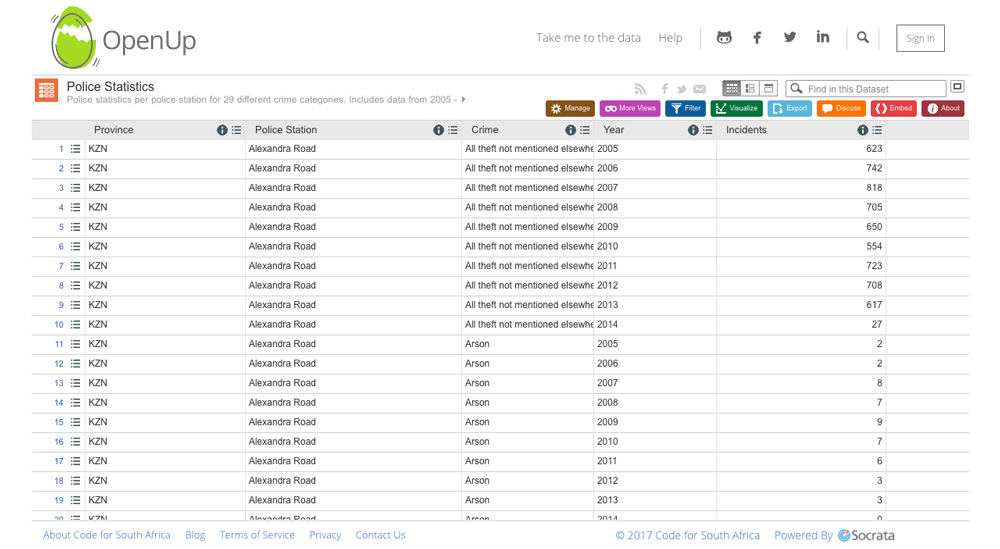 OpenUp
Take me to the data Help Sign In
Police Statistics
Police statistics per police station for 29 different crime categories. Includes data from 2005 -
Find in this Dataset
Manage More Views Filter Visualize Export Discuss Embed About
Province Police Station Crime Year Incidents
1 KZN Alexandra Road All theft not mentioned elsewhe 2005 623
2 KZN Alexandra Road All theft not mentioned elsewhe 2006 742
3 KZN Alexandra Road All theft not mentioned elsewhe 2007 818
4 KZN Alexandra Road All theft not mentioned elsewhe 2008 705
5 KZN Alexandra Road All theft not mentioned elsewhe 2009 650
6 KZN Alexandra Road All theft not mentioned elsewhe 2010 554
7 KZN Alexandra Road All theft not mentioned elsewhe 2011 723
8 KZN Alexandra Road All theft not mentioned elsewhe 2012 708
9 KZN Alexandra Road All theft not mentioned elsewhe 2013 617
10 KZN Alexandra Road All theft not mentioned elsewhe 2014 27
11 KZN Alexandra Road Arson 2005 2
12 KZN Alexandra Road Arson 2006 2
13 KZN Alexandra Road Arson 2007 8
14 KZN Alexandra Road Arson 2008 7
15 KZN Alexandra Road Arson 2009 9
16 KZN Alexandra Road Arson 2010 7
17 KZN Alexandra Road Arson 2011 6
18 KZN Alexandra Road Arson 2012 3
19 KZN Alexandra Road Arson 2013 3
20 KZN Alexandra Road Arson 2014 0
About Code for South Africa Blog Terms of Service Privacy Contact Us © 2017 Code for South Africa Powered By Socrata